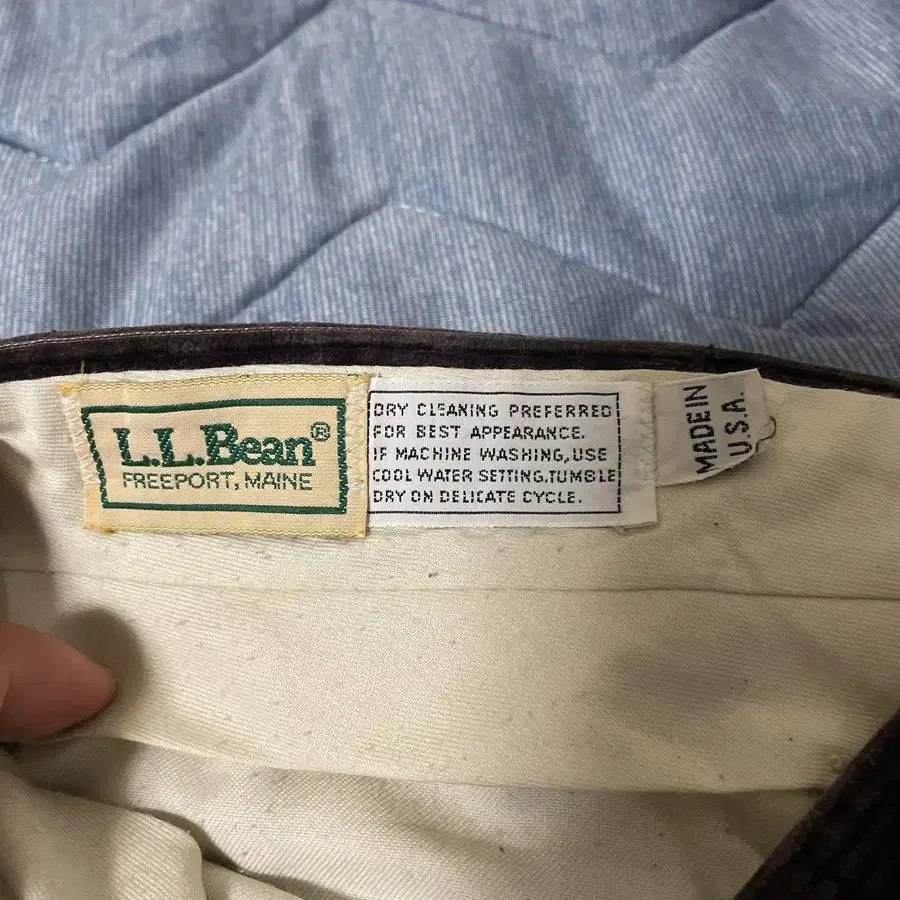 L.L.Bean®
FREEPORT, MAINE
DRY CLEANING PREFERRED
FOR BEST APPEARANCE.
IF MACHINE WASHING, USE
COOL WATER SETTING. TUMBLE
DRY ON DELICATE CYCLE.
MADE IN
U.S.A.